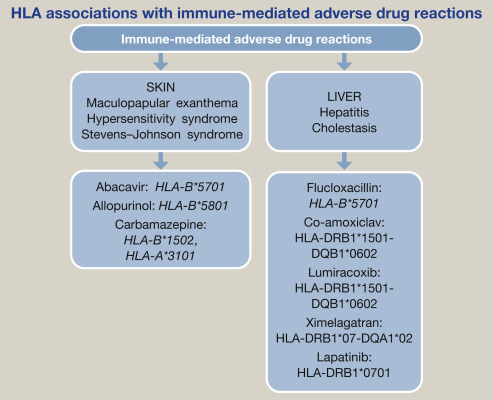 HLA associations with immune-mediated adverse drug reactions
Immune-mediated adverse drug reactions
SKIN
Maculopapular exanthema
Hypersensitivity syndrome
Stevens–Johnson syndrome
LIVER
Hepatitis
Cholestasis
Abacavir: HLA-B*5701
Allopurinol: HLA-B*5801
Carbamazepine:
HLA-B*1502,
HLA-A*3101
Flucloxacillin:
HLA-B*5701
Co-amoxiclav:
HLA-DRB1*1501-
DQB1*0602
Lumiracoxib:
HLA-DRB1*1501-
DQB1*0602
Ximelagatran:
HLA-DRB1*07-DQA1*02
Lapatinib:
HLA-DRB1*0701